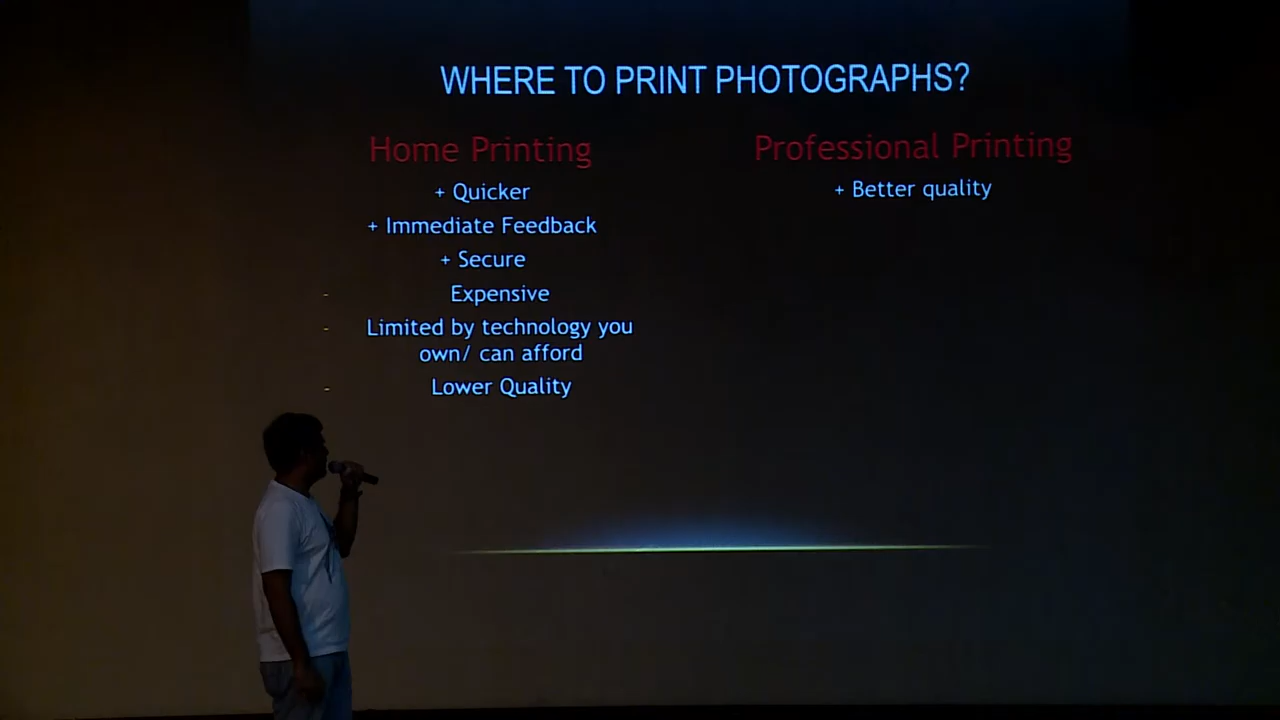 WHERE TO PRINT PHOTOGRAPHS?
Home Printing
+ Quicker
+ Immediate Feedback
+ Secure
- Expensive
- Limited by technology you
own/ can afford
- Lower Quality
Professional Printing
+ Better quality